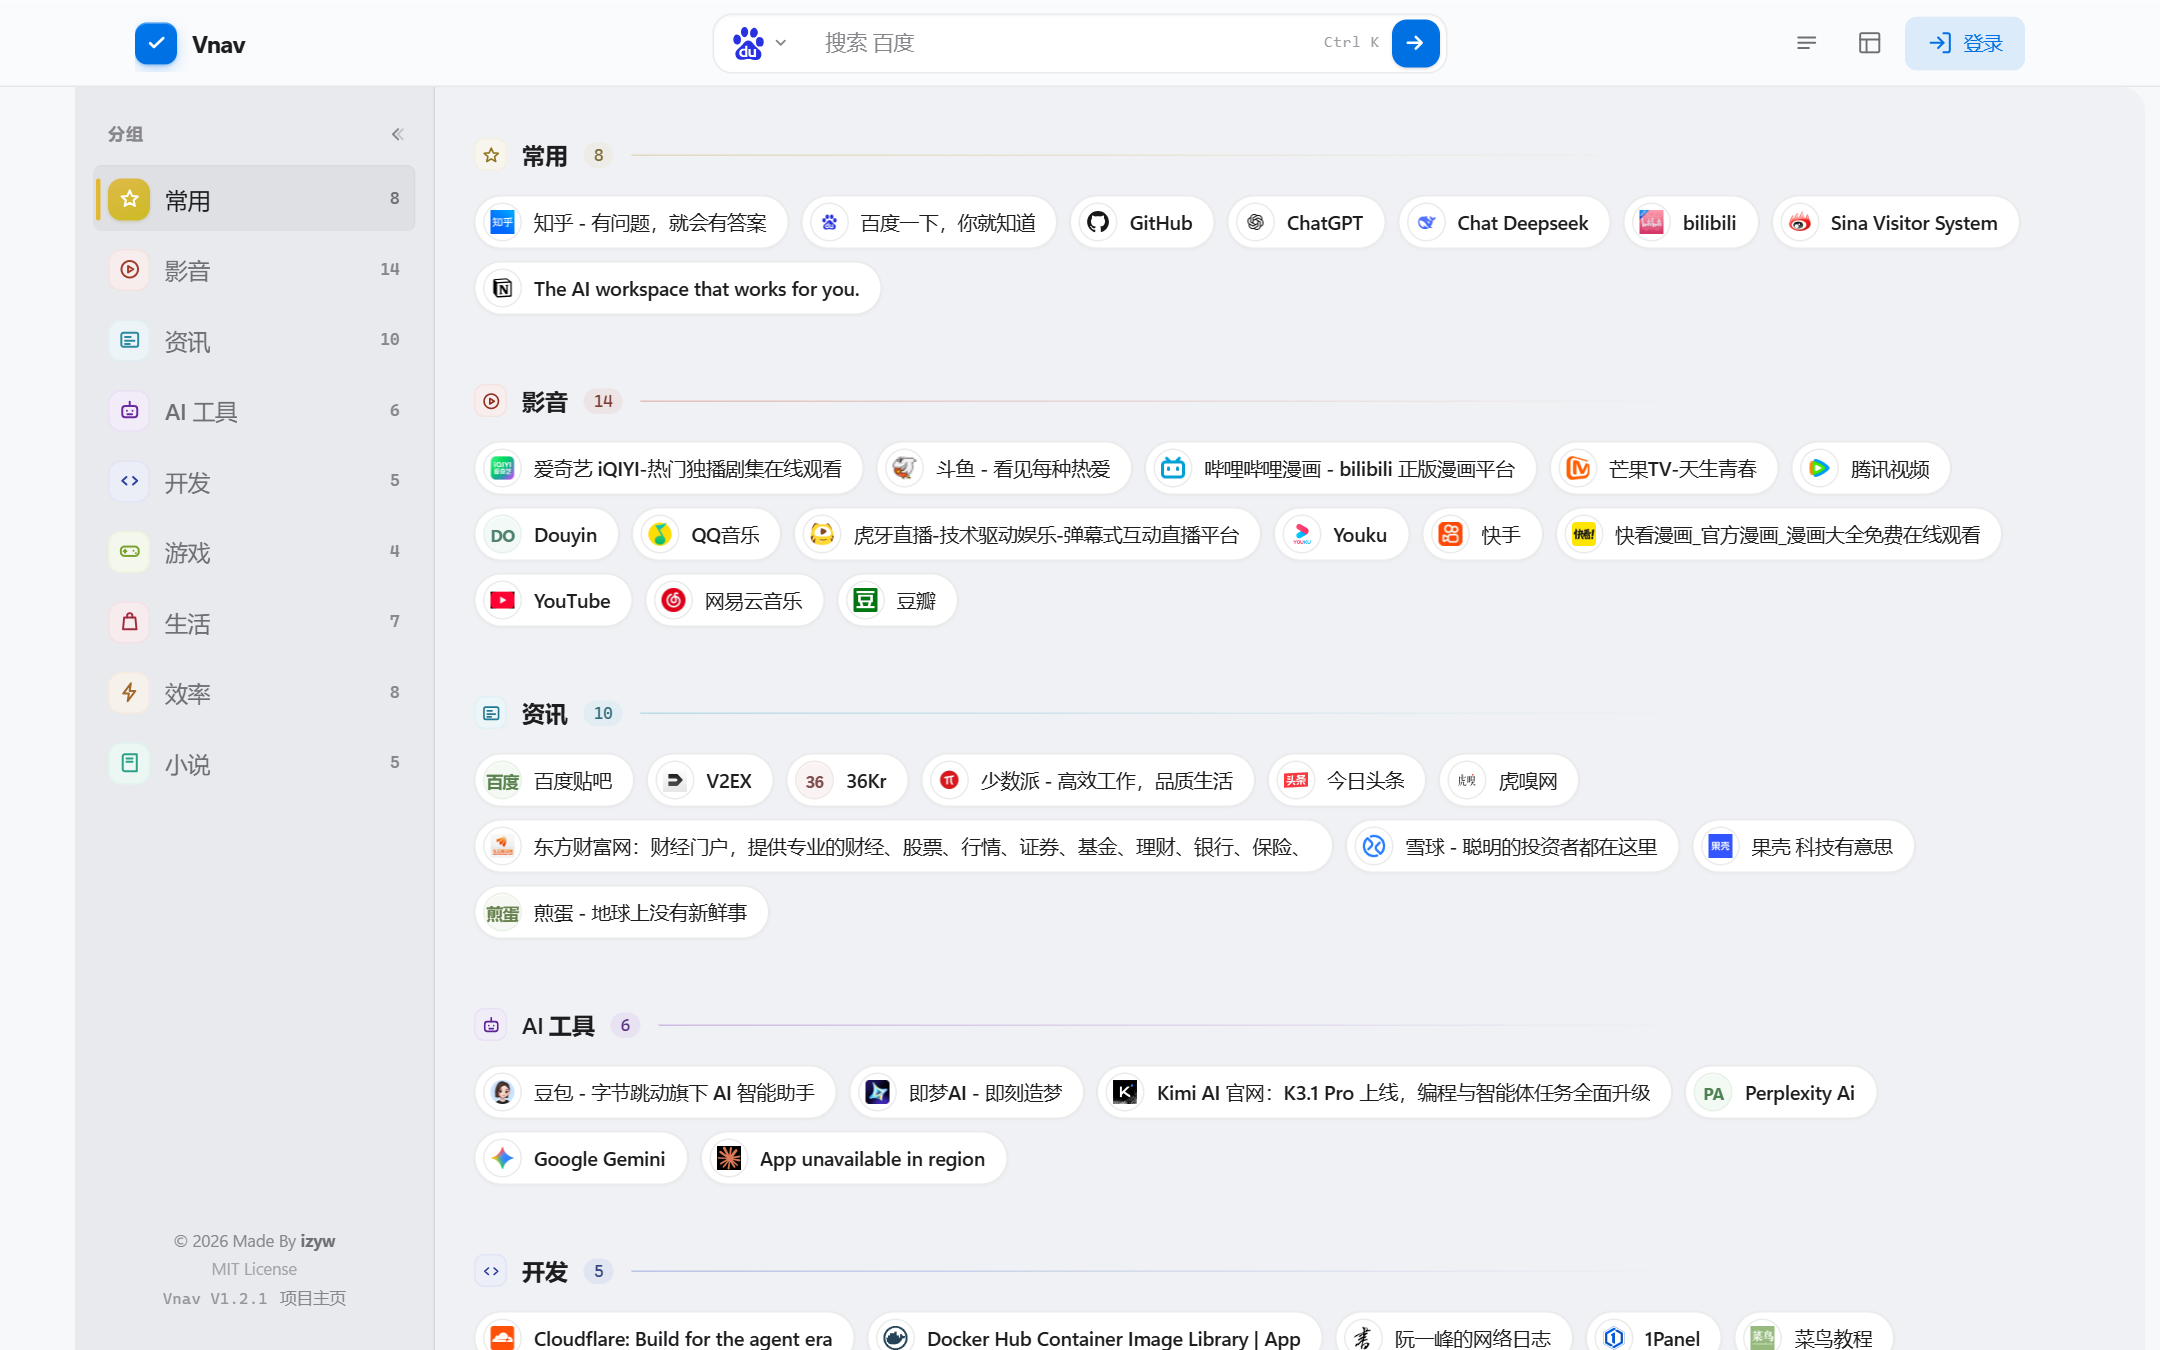 Vnav
搜索 百度
Ctrl K
登录
分组
常用 8
影音 14
资讯 10
AI 工具 6
开发 5
游戏 4
生活 7
效率 8
小说 5
© 2026 Made By izyw
MIT License
Vnav V1.2.1 项目主页
常用 8
知乎 知乎 - 有问题，就会有答案 百度一下，你就知道 GitHub ChatGPT Chat Deepseek bilibili Sina Visitor System
The AI workspace that works for you.
影音 14
爱奇艺 iQIYI-热门独播剧集在线观看 斗鱼 - 看见每种热爱 哔哩哔哩漫画 - bilibili 正版漫画平台 芒果TV-天生青春 腾讯视频
DO Douyin QQ音乐 虎牙直播-技术驱动娱乐-弹幕式互动直播平台 YOUKU Youku 快手 快看! 快看漫画_官方漫画_漫画大全免费在线观看
YouTube 网易云音乐 豆 豆瓣
资讯 10
百度 百度贴吧 V2EX 36 36Kr 少数派 - 高效工作，品质生活 头条 今日头条 虎嗅 虎嗅网
东方财富网：财经门户，提供专业的财经、股票、行情、证券、基金、理财、银行、保险、 雪球 - 聪明的投资者都在这里 果壳 果壳 科技有意思
煎蛋 煎蛋 - 地球上没有新鲜事
AI 工具 6
豆包 - 字节跳动旗下 AI 智能助手 即梦AI - 即刻造梦 Kimi AI 官网：K3.1 Pro 上线，编程与智能体任务全面升级 PA Perplexity Ai
Google Gemini App unavailable in region
开发 5
Cloudflare: Build for the agent era Docker Hub Container Image Library | App 阮一峰的网络日志 1Panel 菜鸟 菜鸟教程